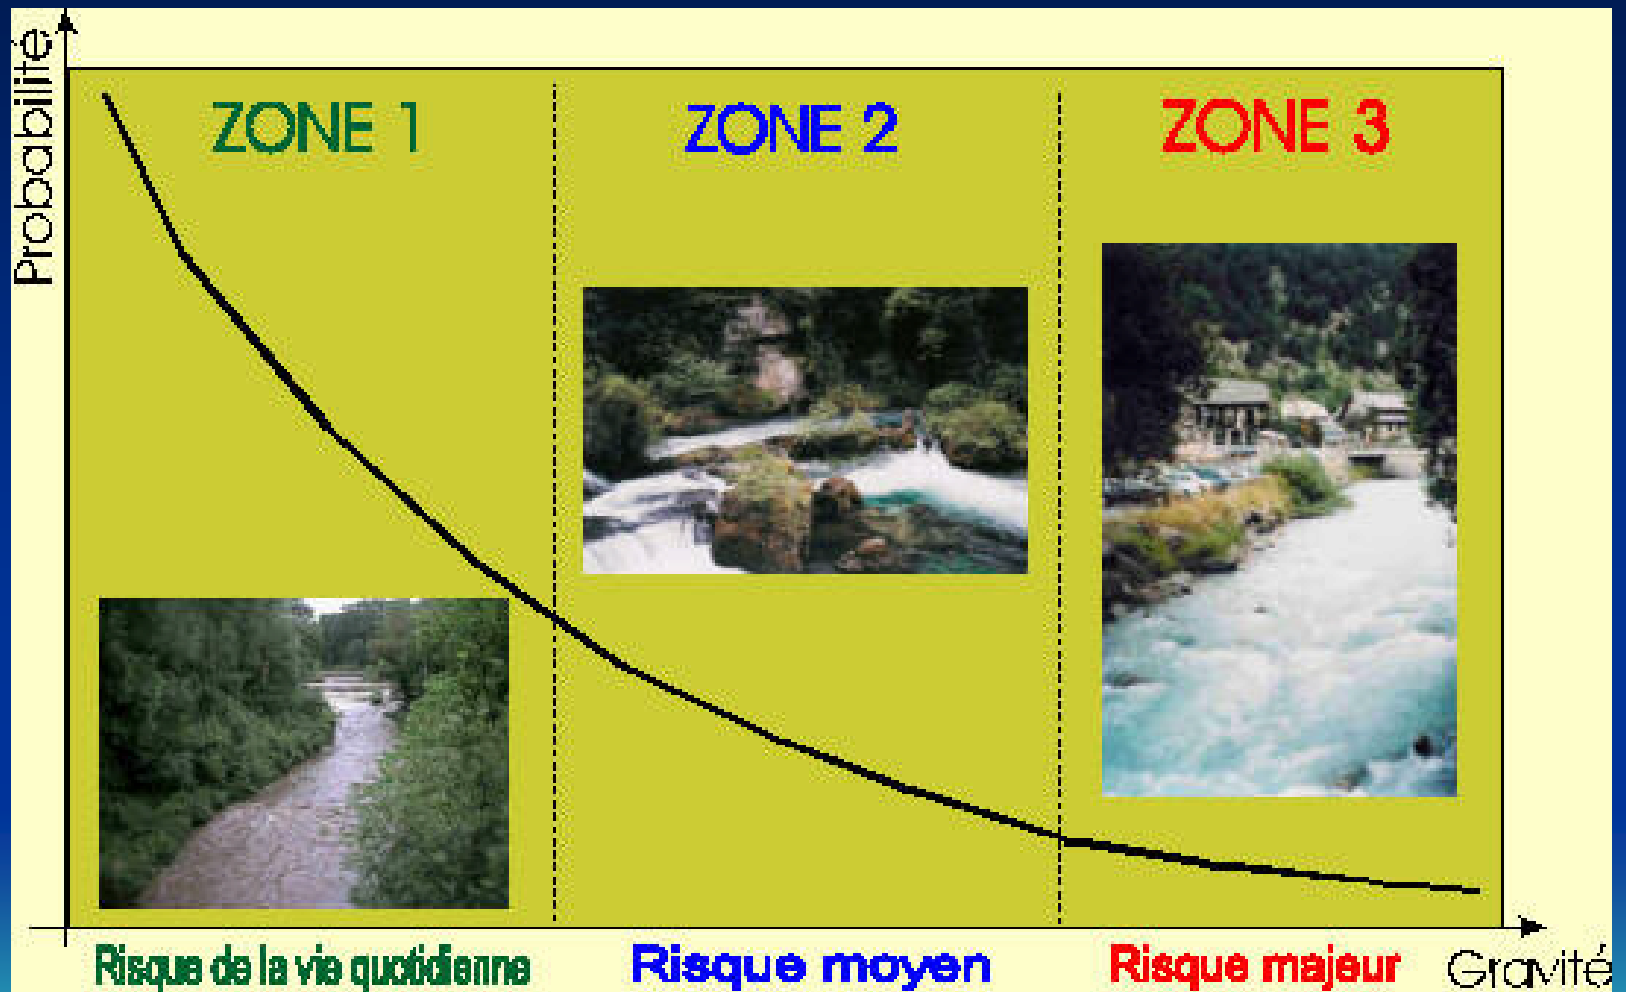 Probabilité
ZONE 1
ZONE 2
ZONE 3
Risque de la vie quotidienne
Risque moyen
Risque majeur
Gravité